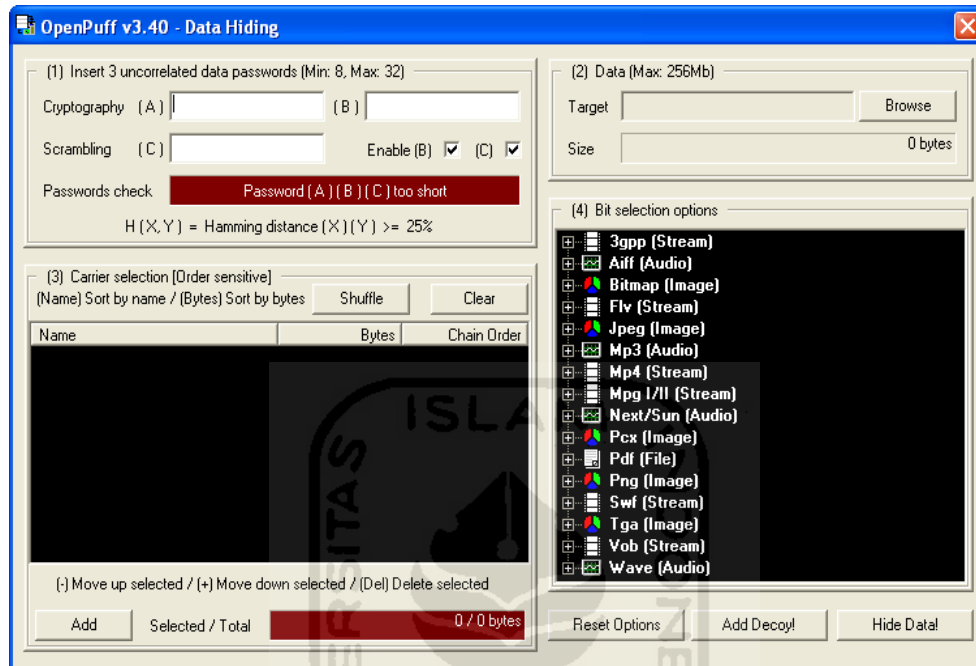 OpenPuff v3.40 - Data Hiding
(1) Insert 3 uncorrelated data passwords (Min: 8, Max: 32)
Cryptography (A) (B)
Scrambling (C) Enable (B) (C)
Passwords check Password (A) (B) (C) too short
H (X, Y) = Hamming distance (X) (Y) >= 25%
(2) Data (Max: 256Mb)
Target Browse
Size 0 bytes
(3) Carrier selection [Order sensitive]
(Name) Sort by name / (Bytes) Sort by bytes Shuffle Clear
Name Bytes Chain Order
(-) Move up selected / (+) Move down selected / (Del) Delete selected
Add Selected / Total 0 / 0 bytes
(4) Bit selection options
3gpp (Stream)
Aiff (Audio)
Bitmap (Image)
Flv (Stream)
Jpeg (Image)
Mp3 (Audio)
Mp4 (Stream)
Mpg I/II (Stream)
Next/Sun (Audio)
Pcx (Image)
Pdf (File)
Png (Image)
Swf (Stream)
Tga (Image)
Vob (Stream)
Wave (Audio)
Reset Options Add Decoy! Hide Data!
ISLAM